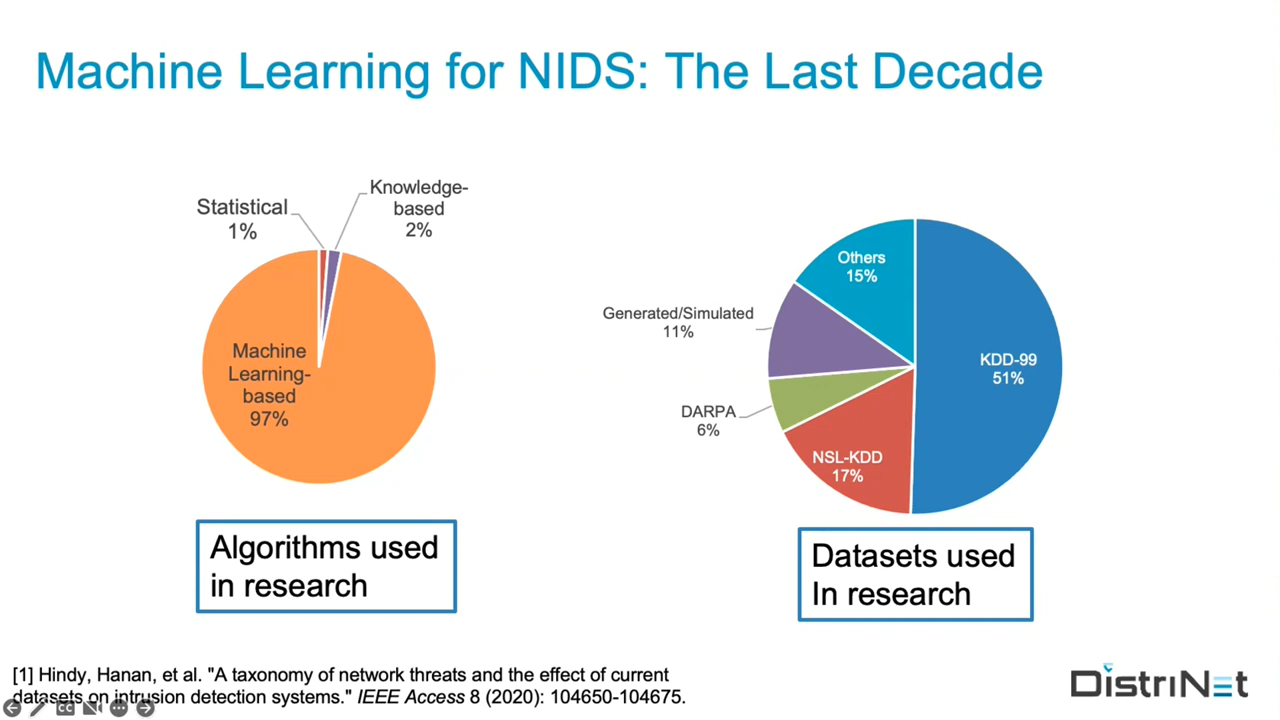 Machine Learning for NIDS: The Last Decade
Statistical
1%
Knowledge-
based
2%
Machine
Learning-
based
97%
Algorithms used
in research
Others
15%
Generated/Simulated
11%
KDD-99
51%
DARPA
6%
NSL-KDD
17%
Datasets used
In research
[1] Hindy, Hanan, et al. "A taxonomy of network threats and the effect of current
datasets on intrusion detection systems." IEEE Access 8 (2020): 104650-104675.
CC
DistriNet